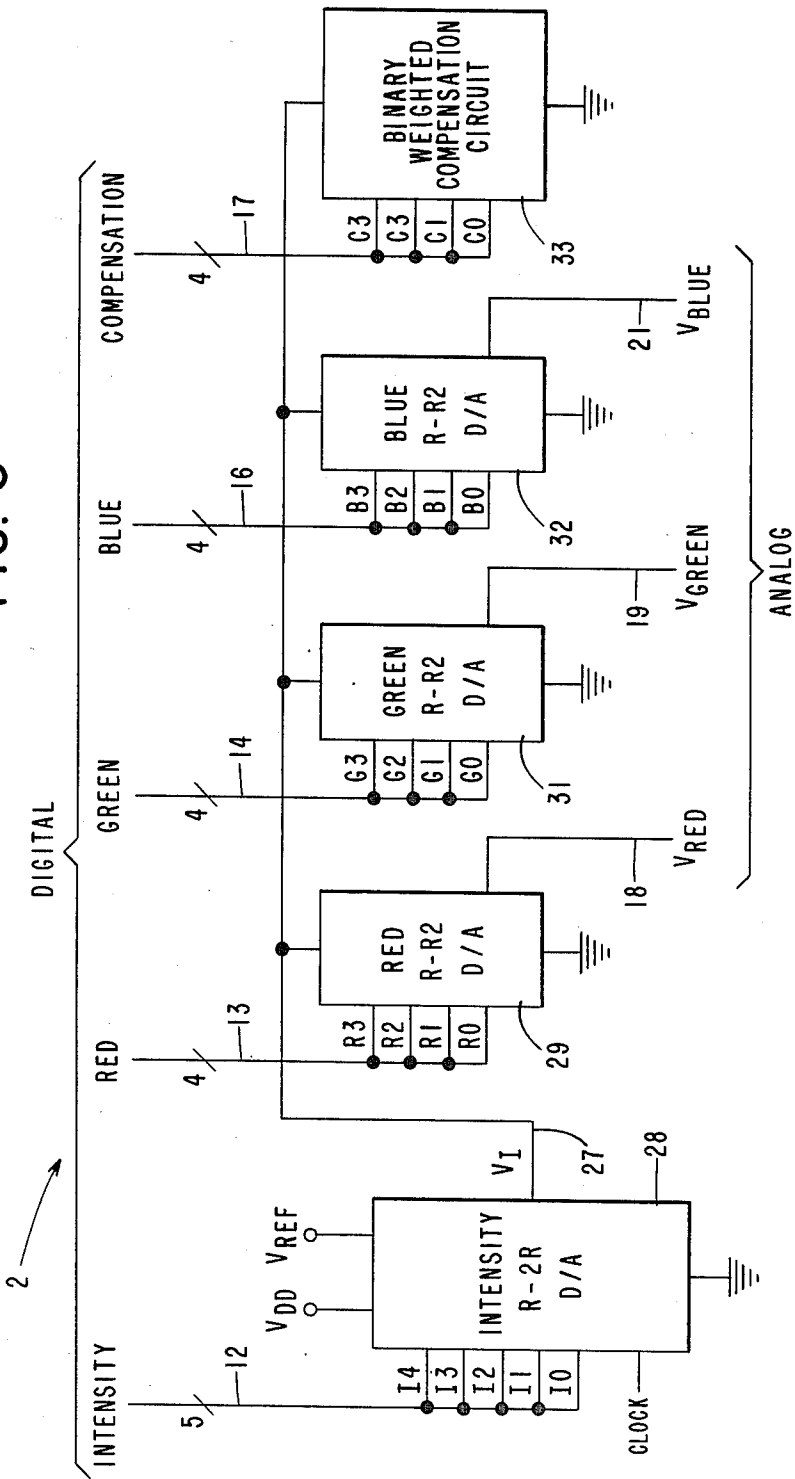 FIG.
2
DIGITAL
INTENSITY
RED
GREEN
BLUE
COMPENSATION
5
12
4
13
4
14
4
16
4
17
VDD
VREF
I4
I3
I2
I1
I0
CLOCK
INTENSITY
R-2R
D/A
VI
27
28
R3
R2
R1
R0
RED
R-R2
D/A
29
G3
G2
G1
G0
GREEN
R-R2
D/A
31
B3
B2
B1
B0
BLUE
R-R2
D/A
32
C3
C3
C1
C0
BINARY
WEIGHTED
COMPENSATION
CIRCUIT
33
18
VRED
19
VGREEN
21
VBLUE
ANALOG